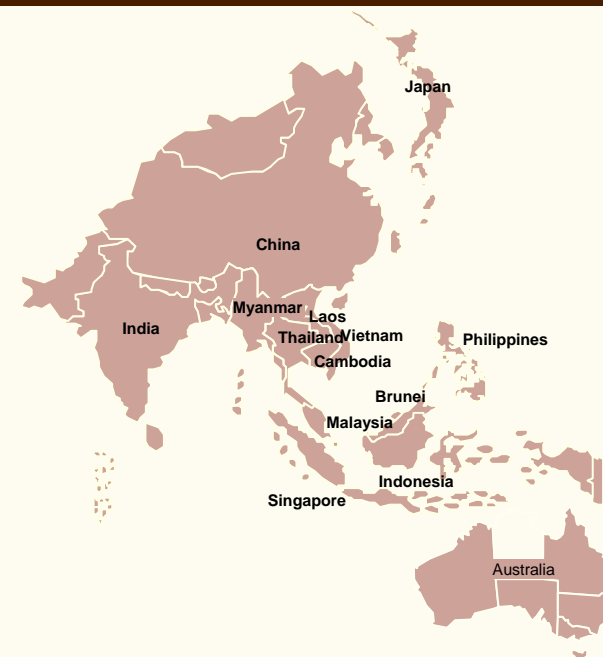 Japan
China
Myanmar
Laos
India
Thailand
Vietnam
Philippines
Cambodia
Brunei
Malaysia
Indonesia
Singapore
Australia